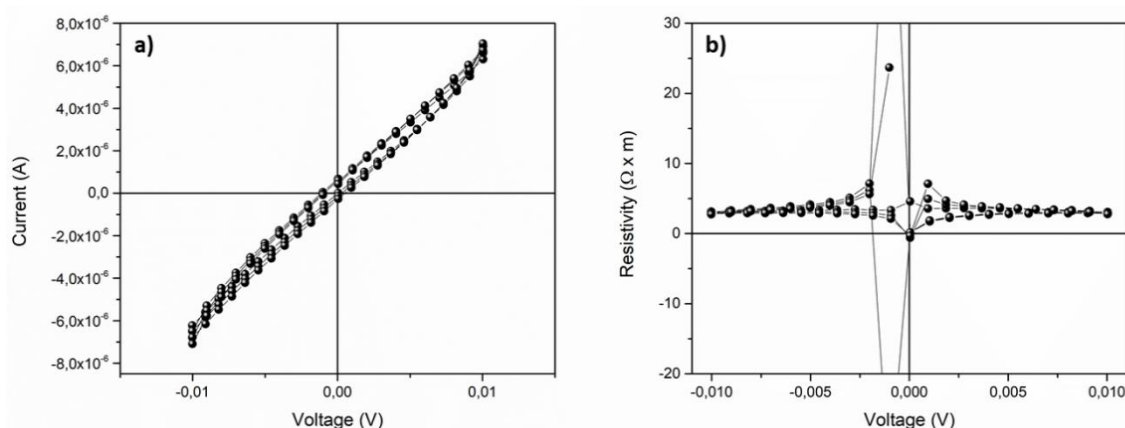 a)
Current (A)
8,0x10⁻⁶
6,0x10⁻⁶
4,0x10⁻⁶
2,0x10⁻⁶
0,0
-2,0x10⁻⁶
-4,0x10⁻⁶
-6,0x10⁻⁶
-8,0x10⁻⁶
-0,01
0,00
0,01
Voltage (V)
b)
Resistivity (Ω x m)
30
20
10
0
-10
-20
-0,010
-0,005
0,000
0,005
0,010
Voltage (V)